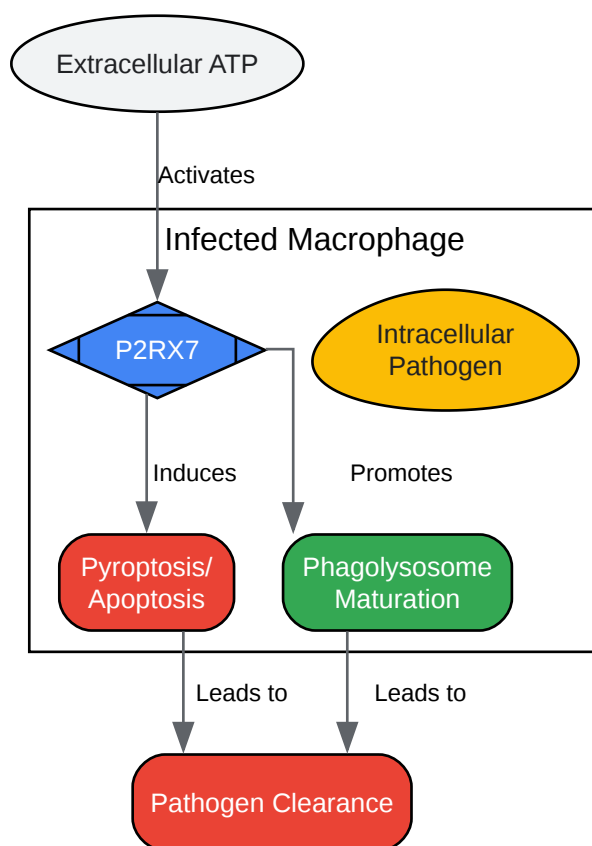 Extracellular ATP
Activates
Infected Macrophage
P2RX7
Intracellular
Pathogen
Induces
Promotes
Pyroptosis/
Apoptosis
Phagolysosome
Maturation
Leads to
Leads to
Pathogen Clearance